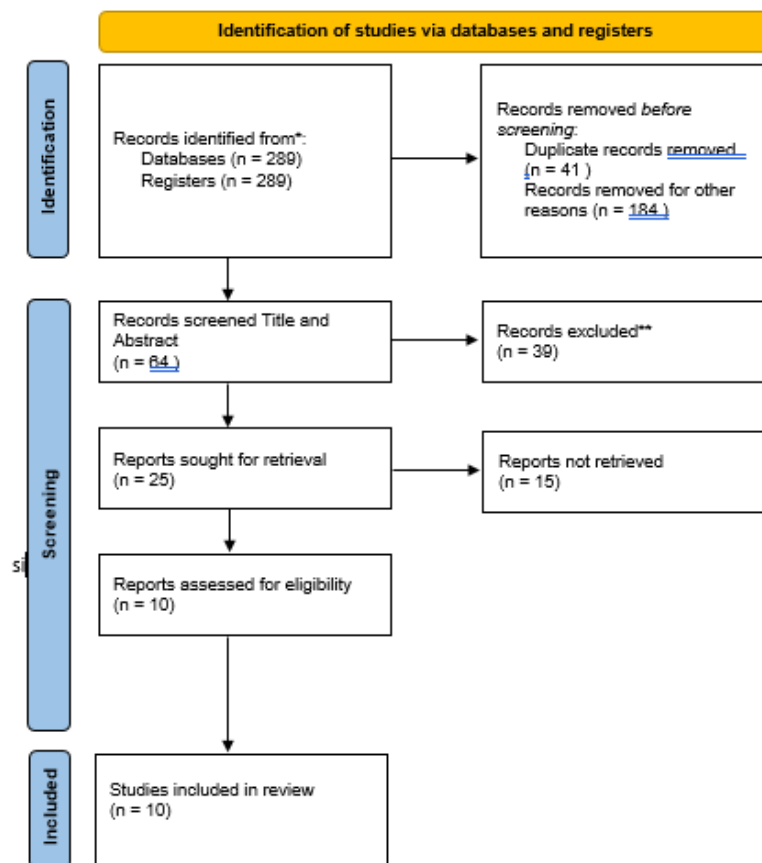 Identification of studies via databases and registers
Identification
Records identified from*:
Databases (n = 289)
Registers (n = 289)
Records removed before
screening:
Duplicate records removed
(n = 41 )
Records removed for other
reasons (n = 184 )
Screening
Records screened Title and
Abstract
(n = 64 )
Records excluded**
(n = 39)
Reports sought for retrieval
(n = 25)
Reports not retrieved
(n = 15)
si
Reports assessed for eligibility
(n = 10)
Included
Studies included in review
(n = 10)